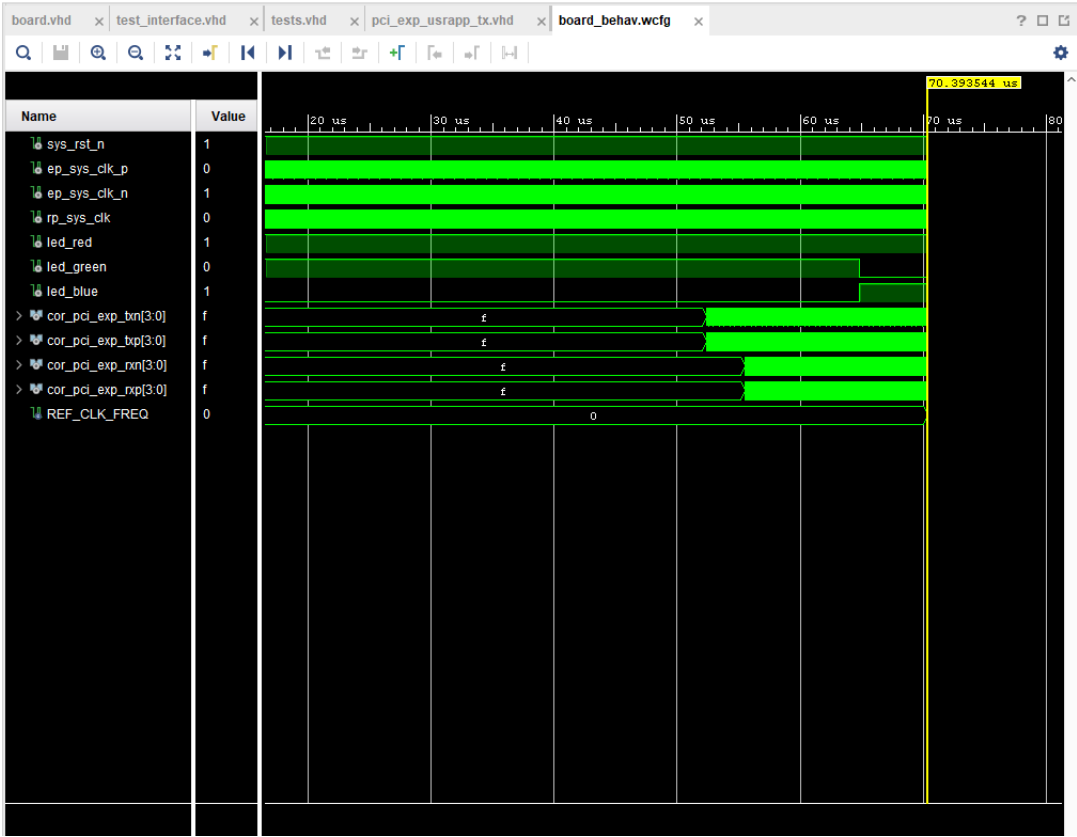 board.vhd × test_interface.vhd × tests.vhd × pci_exp_usrapp_tx.vhd × board_behav.wcfg × ?
70.393544 us
Name Value
20 us 30 us 40 us 50 us 60 us 70 us 80
sys_rst_n 1
ep_sys_clk_p 0
ep_sys_clk_n 1
rp_sys_clk 0
led_red 1
led_green 0
led_blue 1
cor_pci_exp_txn[3:0] f f
cor_pci_exp_txp[3:0] f f
cor_pci_exp_rxn[3:0] f f
cor_pci_exp_rxp[3:0] f f
REF_CLK_FREQ 0 0